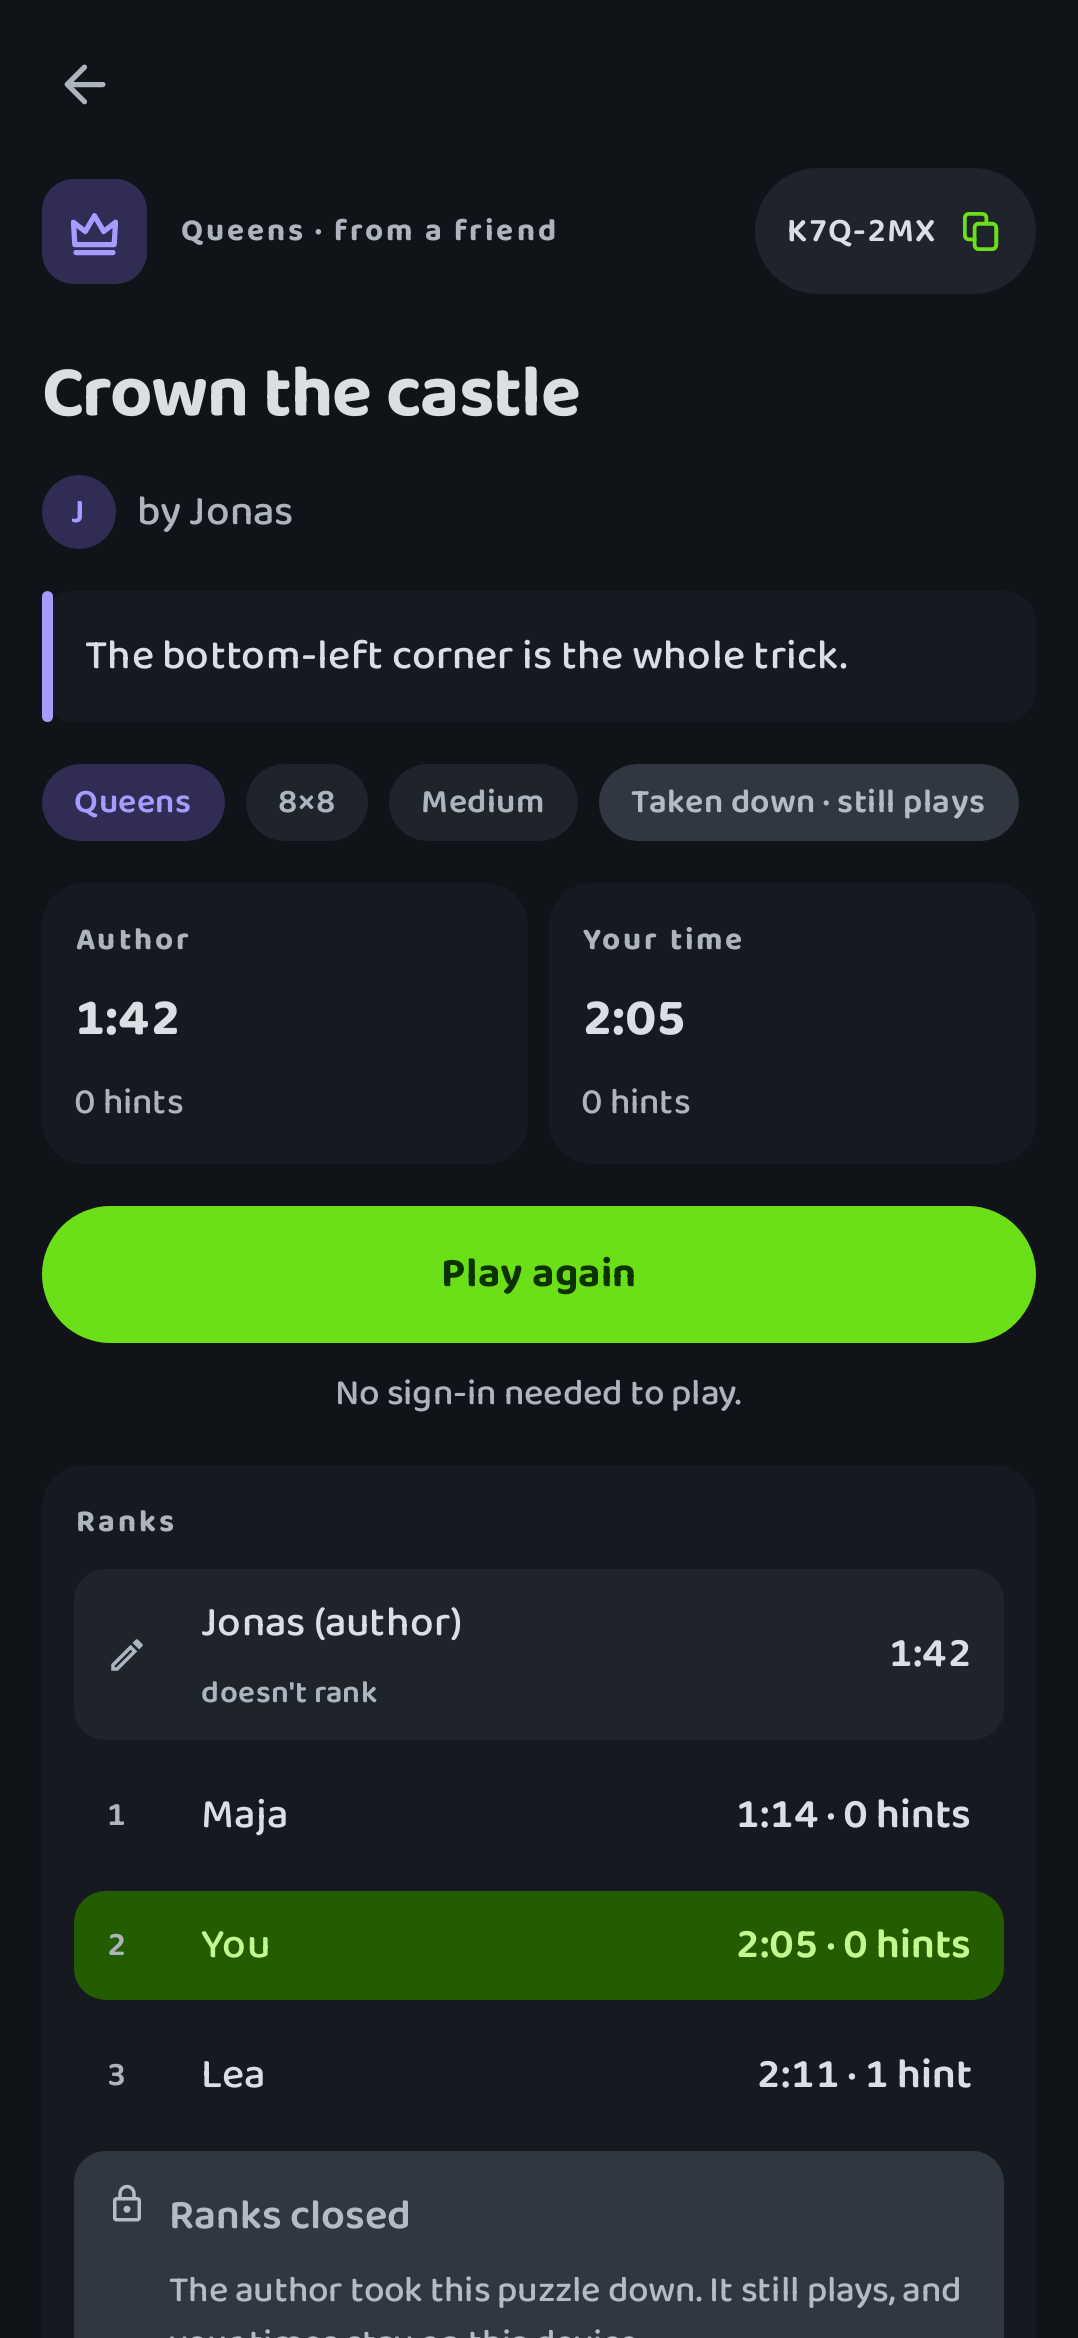 Queens · from a friend
K7Q-2MX
Crown the castle
J
by Jonas
The bottom-left corner is the whole trick.
Queens
8×8
Medium
Taken down · still plays
Author
Your time
1:42
2:05
0 hints
0 hints
Play again
No sign-in needed to play.
Ranks
Jonas (author)
doesn't rank
1:42
1 Maja 1:14 · 0 hints
2 You 2:05 · 0 hints
3 Lea 2:11 · 1 hint
Ranks closed
The author took this puzzle down. It still plays, and